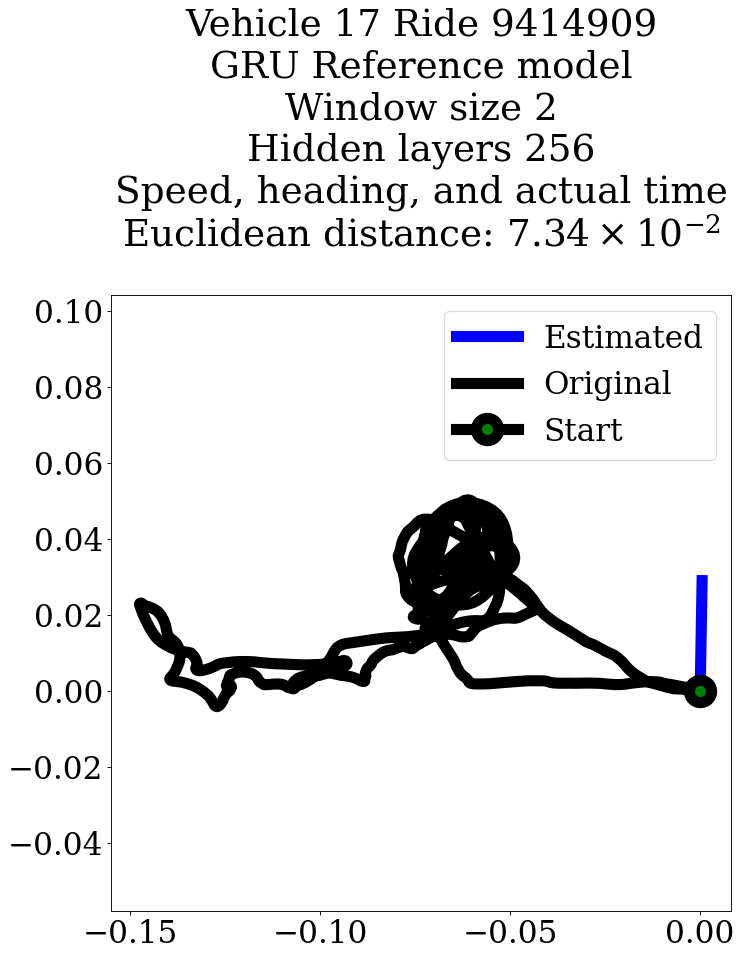 Vehicle 17 Ride 9414909
GRU Reference model
Window size 2
Hidden layers 256
Speed, heading, and actual time
Euclidean distance: 7.34 × 10⁻²
Estimated
Original
Start
0.10
0.08
0.06
0.04
0.02
0.00
−0.02
−0.04
−0.15
−0.10
−0.05
0.00